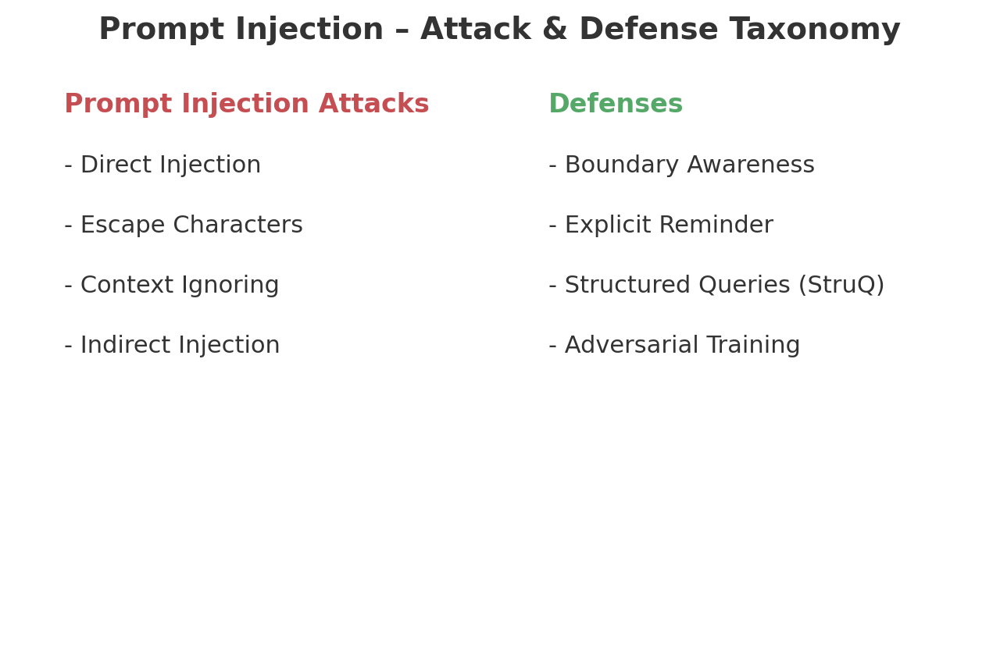 Prompt Injection – Attack & Defense Taxonomy
Prompt Injection Attacks
- Direct Injection
- Escape Characters
- Context Ignoring
- Indirect Injection
Defenses
- Boundary Awareness
- Explicit Reminder
- Structured Queries (StruQ)
- Adversarial Training